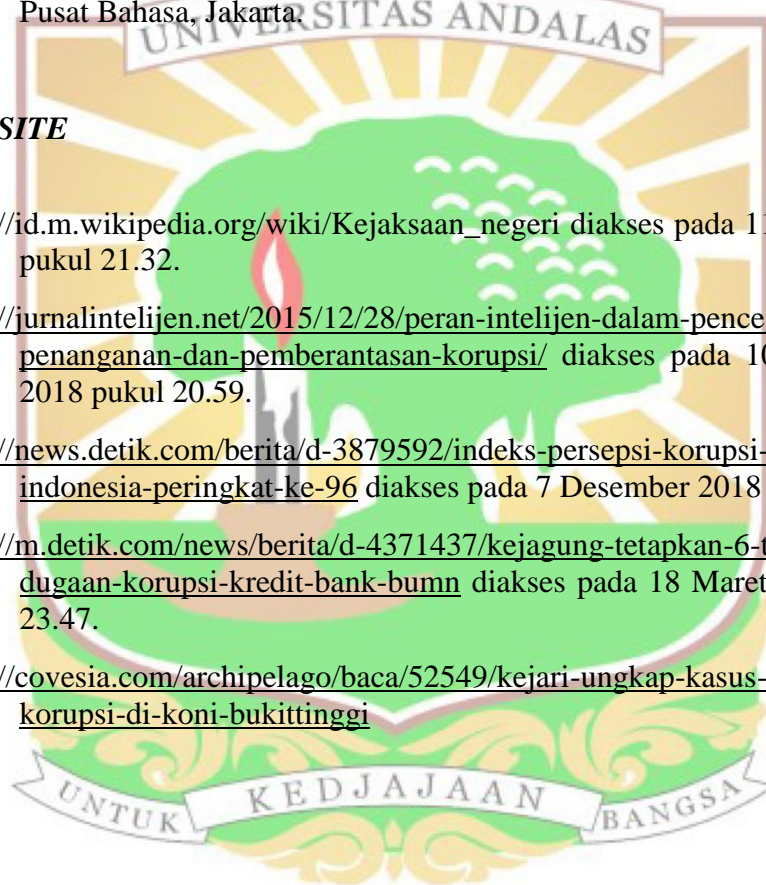 Pusat Bahasa, Jakarta.
UNIVERSITAS ANDALAS
SITE
//id.m.wikipedia.org/wiki/Kejaksaan_negeri diakses pada 11
pukul 21.32.
//jurnalintelijen.net/2015/12/28/peran-intelijen-dalam-pence
penanganan-dan-pemberantasan-korupsi/ diakses pada 10
2018 pukul 20.59.
//news.detik.com/berita/d-3879592/indeks-persepsi-korupsi-
indonesia-peringkat-ke-96 diakses pada 7 Desember 2018
//m.detik.com/news/berita/d-4371437/kejagung-tetapkan-6-t
dugaan-korupsi-kredit-bank-bumn diakses pada 18 Maret
23.47.
//covesia.com/archipelago/baca/52549/kejari-ungkap-kasus-
korupsi-di-koni-bukittinggi
UNTUK KEDJAJAAN BANGSA